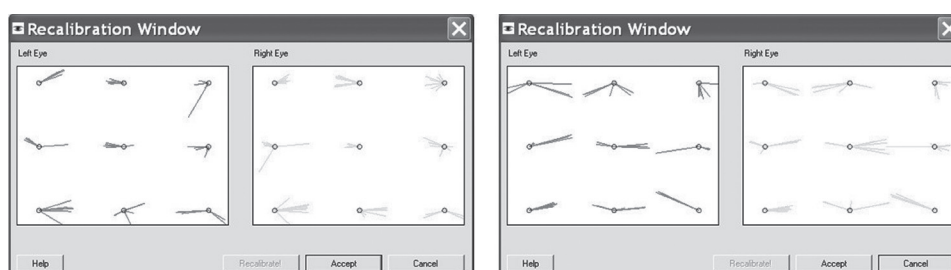 Recalibration Window
Left Eye Right Eye
Help Recalibrate! Accept Cancel
Recalibration Window
Left Eye Right Eye
Help Recalibrate! Accept Cancel